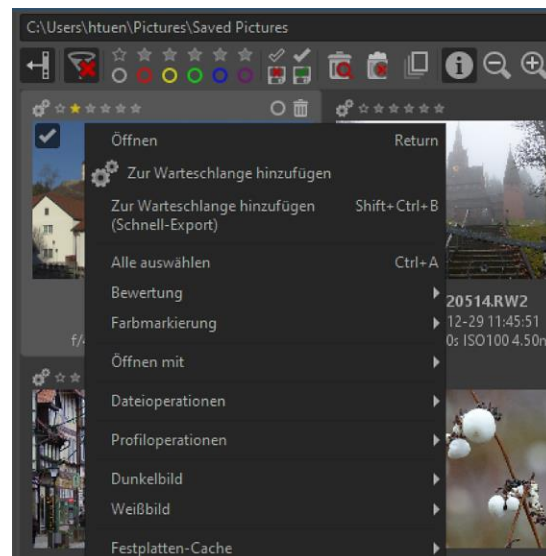 C:\Users\htuen\Pictures\Saved Pictures
Öffnen Return
Zur Warteschlange hinzufügen
Zur Warteschlange hinzufügen Shift+Ctrl+B
(Schnell-Export)
Alle auswählen Ctrl+A
Bewertung
20514.RW2
Farbmarkierung
12-29 11:45:51
f/
0s ISO100 4.50
Öffnen mit
Dateioperationen
Profiloperationen
Dunkelbild
Weißbild
Festplatten-Cache